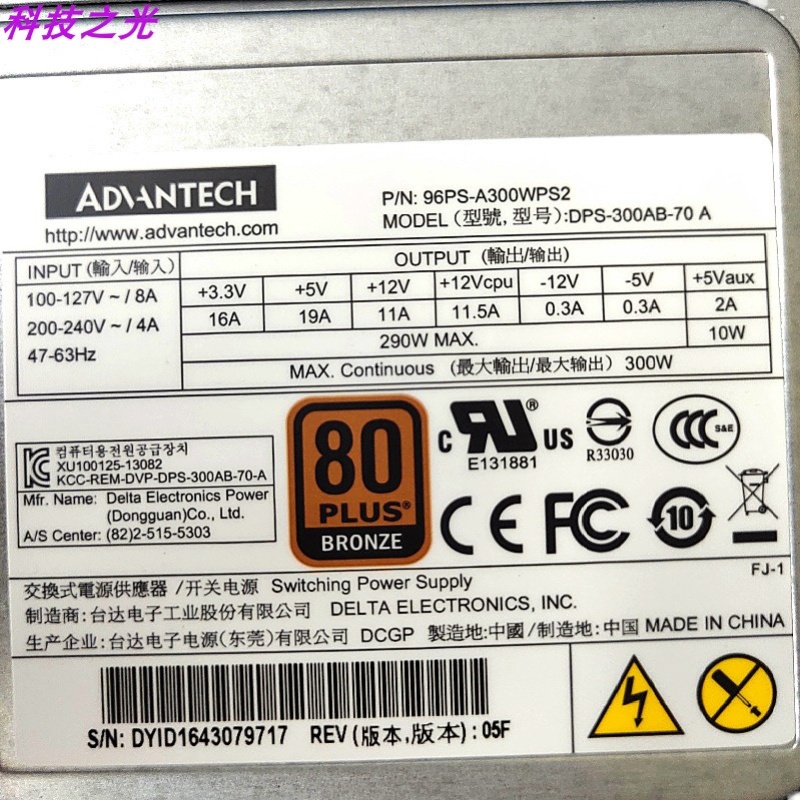 科技之光
ADVANTECH
http://www.advantech.com
P/N: 96PS-A300WPS2
MODEL (型號, 型号):DPS-300AB-70 A
INPUT (輸入/输入)
100-127V ~ / 8A
200-240V ~ / 4A
47-63Hz
OUTPUT (輸出/输出)
+3.3V +5V +12V +12Vcpu -12V -5V +5Vaux
16A 19A 11A 11.5A 0.3A 0.3A 2A
290W MAX. 10W
MAX. Continuous (最大輸出/最大输出) 300W
컴퓨터용전원공급장치
XU100125-13082
KCC-REM-DVP-DPS-300AB-70-A
Mfr. Name: Delta Electronics Power
(Dongguan)Co., Ltd.
A/S Center: (82)2-515-5303
80
PLUS®
BRONZE
C RU® US
E131881
R33030
CCC S&E
CE FC 10
FJ-1
交換式電源供應器 /开关电源 Switching Power Supply
制造商:台达电子工业股份有限公司 DELTA ELECTRONICS, INC.
生产企业:台达电子电源(东莞)有限公司 DCGP 製造地:中國/制造地:中国 MADE IN CHINA
S/N: DYID1643079717 REV (版本,版本) : 05F